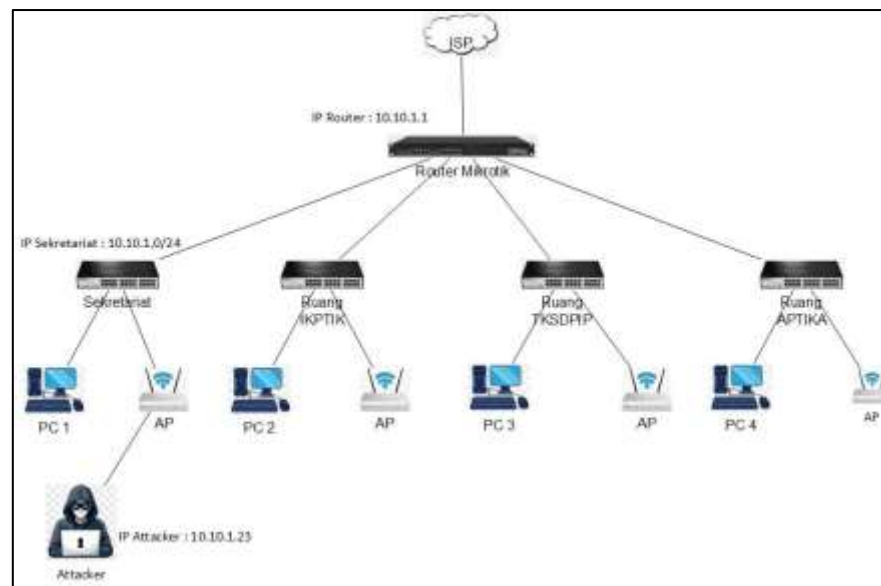 ISP
IP Router : 10.10.1.1
Router Mikrotik
IP Sekretariat : 10.10.1.0/24
Sekretariat
Ruang
IKPTIK
Ruang
TKSDPIP
Ruang
APTIKA
PC 1
AP
PC 2
AP
PC 3
AP
PC 4
AP
IP Attacker : 10.10.1.23
Attacker